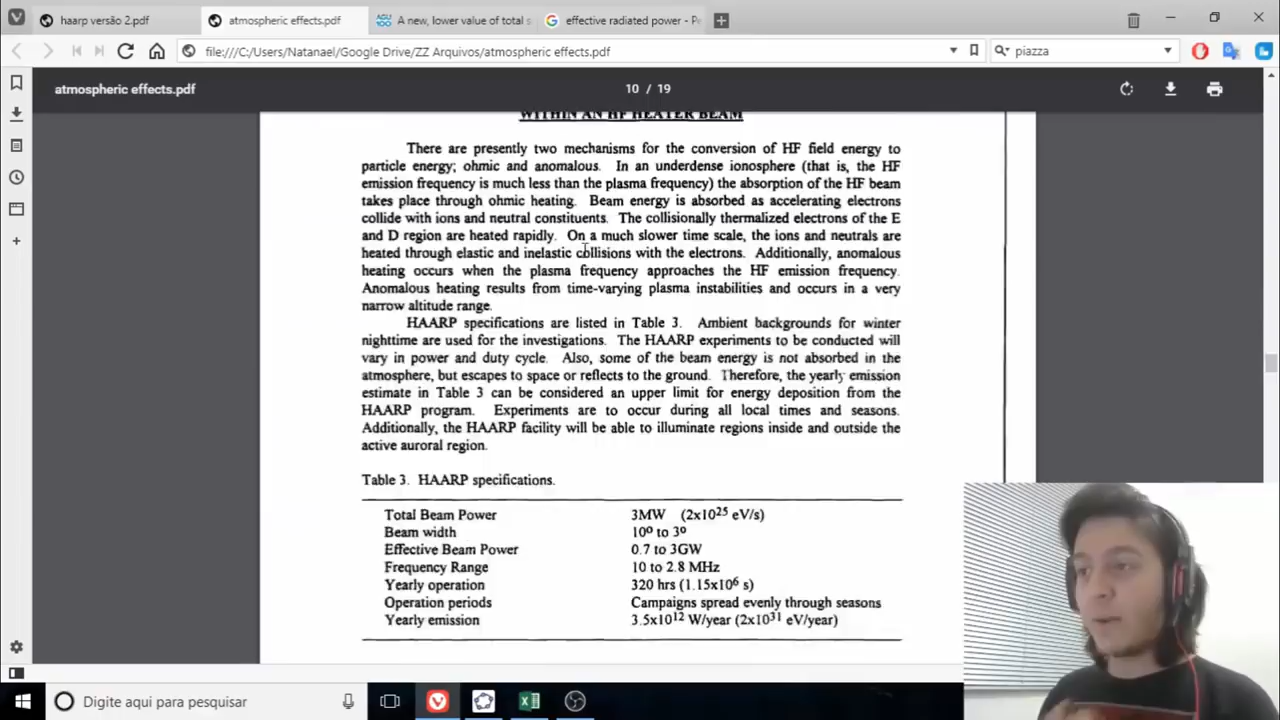 haarp versão 2.pdf
atmospheric effects.pdf
A new, lower value of total s
effective radiated power - Pe
file:///C:/Users/Natanael/Google Drive/ZZ Arquivos/atmospheric effects.pdf
piazza
atmospheric effects.pdf
10 / 19
WITHIN AN HF HEATER BEAM
There are presently two mechanisms for the conversion of HF field energy to
particle energy; ohmic and anomalous. In an underdense ionosphere (that is, the HF
emission frequency is much less than the plasma frequency) the absorption of the HF beam
takes place through ohmic heating. Beam energy is absorbed as accelerating electrons
collide with ions and neutral constituents. The collisionally thermalized electrons of the E
and D region are heated rapidly. On a much slower time scale, the ions and neutrals are
heated through elastic and inelastic collisions with the electrons. Additionally, anomalous
heating occurs when the plasma frequency approaches the HF emission frequency.
Anomalous heating results from time-varying plasma instabilities and occurs in a very
narrow altitude range.
HAARP specifications are listed in Table 3. Ambient backgrounds for winter
nighttime are used for the investigations. The HAARP experiments to be conducted will
vary in power and duty cycle. Also, some of the beam energy is not absorbed in the
atmosphere, but escapes to space or reflects to the ground. Therefore, the yearly emission
estimate in Table 3 can be considered an upper limit for energy deposition from the
HAARP program. Experiments are to occur during all local times and seasons.
Additionally, the HAARP facility will be able to illuminate regions inside and outside the
active auroral region.
Table 3. HAARP specifications.
Total Beam Power 3MW (2x10²⁵ eV/s)
Beam width 10º to 3º
Effective Beam Power 0.7 to 3GW
Frequency Range 10 to 2.8 MHz
Yearly operation 320 hrs (1.15x10⁶ s)
Operation periods Campaigns spread evenly through seasons
Yearly emission 3.5x10¹² W/year (2x10³¹ eV/year)
Digite aqui para pesquisar